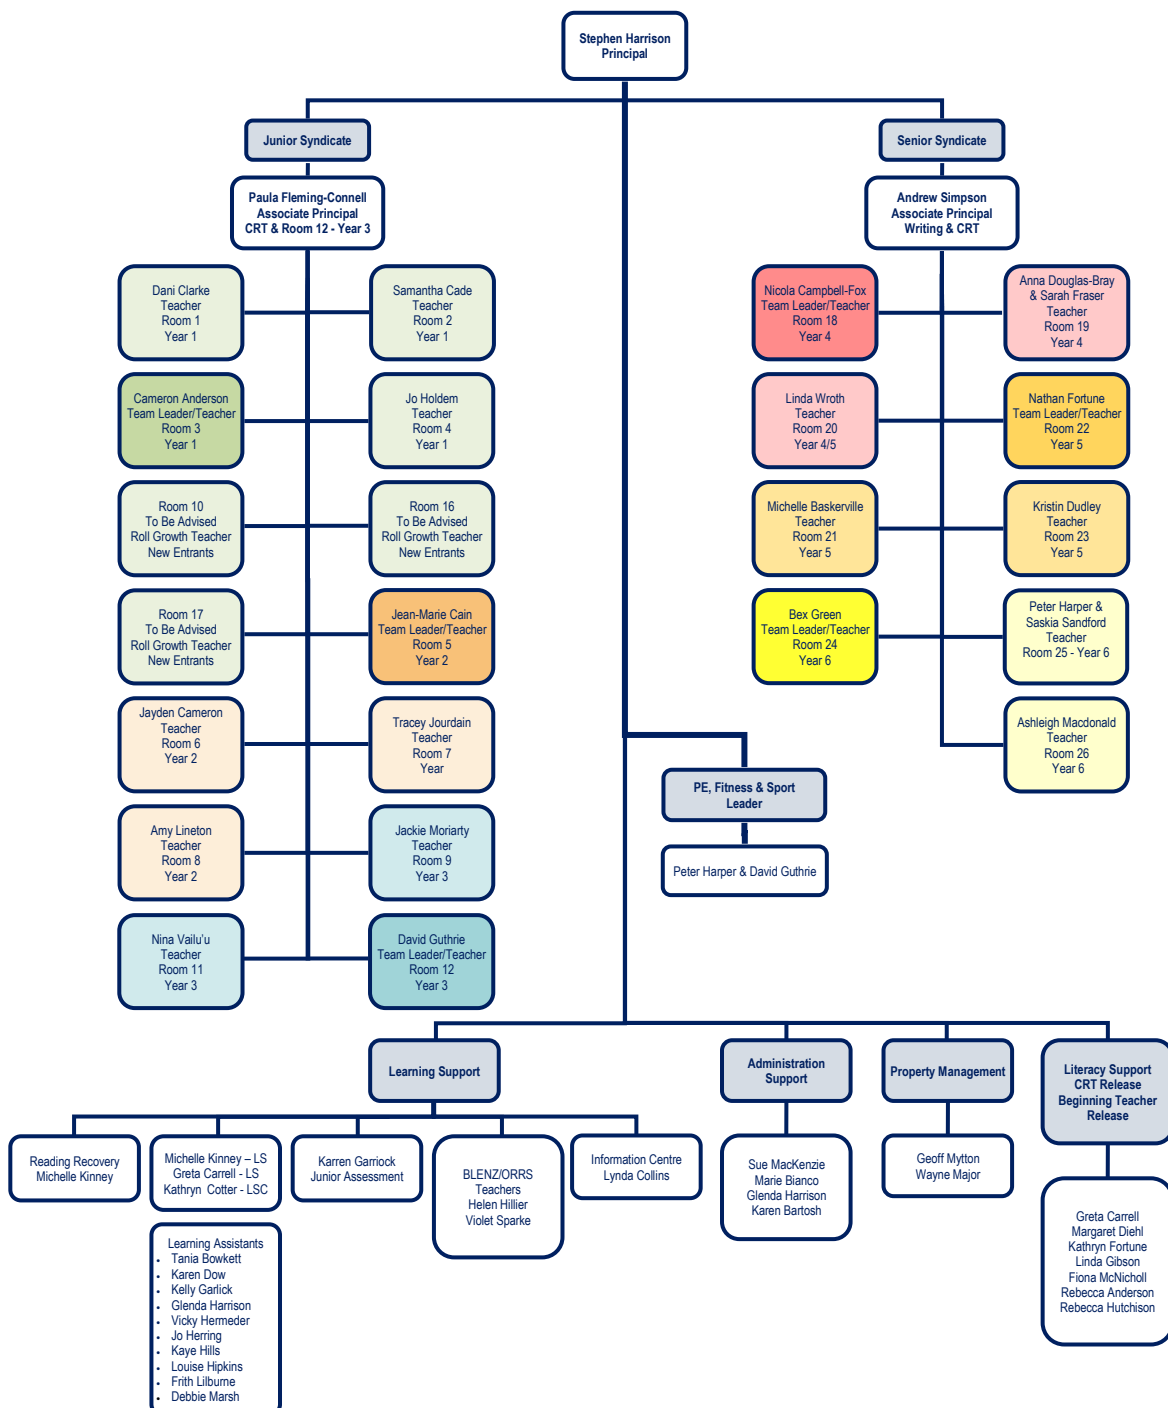 Stephen Harrison
Principal
Junior Syndicate
Senior Syndicate
Paula Fleming-Connell
Associate Principal
CRT & Room 12 - Year 3
Andrew Simpson
Associate Principal
Writing & CRT
Dani Clarke
Teacher
Room 1
Year 1
Samantha Cade
Teacher
Room 2
Year 1
Nicola Campbell-Fox
Team Leader/Teacher
Room 18
Year 4
Anna Douglas-Bray
& Sarah Fraser
Teacher
Room 19
Year 4
Cameron Anderson
Team Leader/Teacher
Room 3
Year 1
Jo Holdem
Teacher
Room 4
Year 1
Linda Wroth
Teacher
Room 20
Year 4/5
Nathan Fortune
Team Leader/Teacher
Room 22
Year 5
Room 10
To Be Advised
Roll Growth Teacher
New Entrants
Room 16
To Be Advised
Roll Growth Teacher
New Entrants
Michelle Baskerville
Teacher
Room 21
Year 5
Kristin Dudley
Teacher
Room 23
Year 5
Room 17
To Be Advised
Roll Growth Teacher
New Entrants
Jean-Marie Cain
Team Leader/Teacher
Room 5
Year 2
Bex Green
Team Leader/Teacher
Room 24
Year 6
Peter Harper &
Saskia Sandford
Teacher
Room 25 - Year 6
Jayden Cameron
Teacher
Room 6
Year 2
Tracey Jourdain
Teacher
Room 7
Year
Ashleigh Macdonald
Teacher
Room 26
Year 6
PE, Fitness & Sport
Leader
Peter Harper & David Guthrie
Amy Lineton
Teacher
Room 8
Year 2
Jackie Moriarty
Teacher
Room 9
Year 3
Nina Vailu'u
Teacher
Room 11
Year 3
David Guthrie
Team Leader/Teacher
Room 12
Year 3
Learning Support
Administration
Support
Property Management
Literacy Support
CRT Release
Beginning Teacher
Release
Reading Recovery
Michelle Kinney
Michelle Kinney – LS
Greta Carrell - LS
Kathryn Cotter - LSC
Karren Garriock
Junior Assessment
BLENZ/ORRS
Teachers
Helen Hillier
Violet Sparke
Information Centre
Lynda Collins
Sue MacKenzie
Marie Bianco
Glenda Harrison
Karen Bartosh
Geoff Mytton
Wayne Major
Greta Carrell
Margaret Diehl
Kathryn Fortune
Linda Gibson
Fiona McNicholl
Rebecca Anderson
Rebecca Hutchison
Learning Assistants
• Tania Bowkett
• Karen Dow
• Kelly Garlick
• Glenda Harrison
• Vicky Hermeder
• Jo Herring
• Kaye Hills
• Louise Hipkins
• Frith Lilburne
• Debbie Marsh